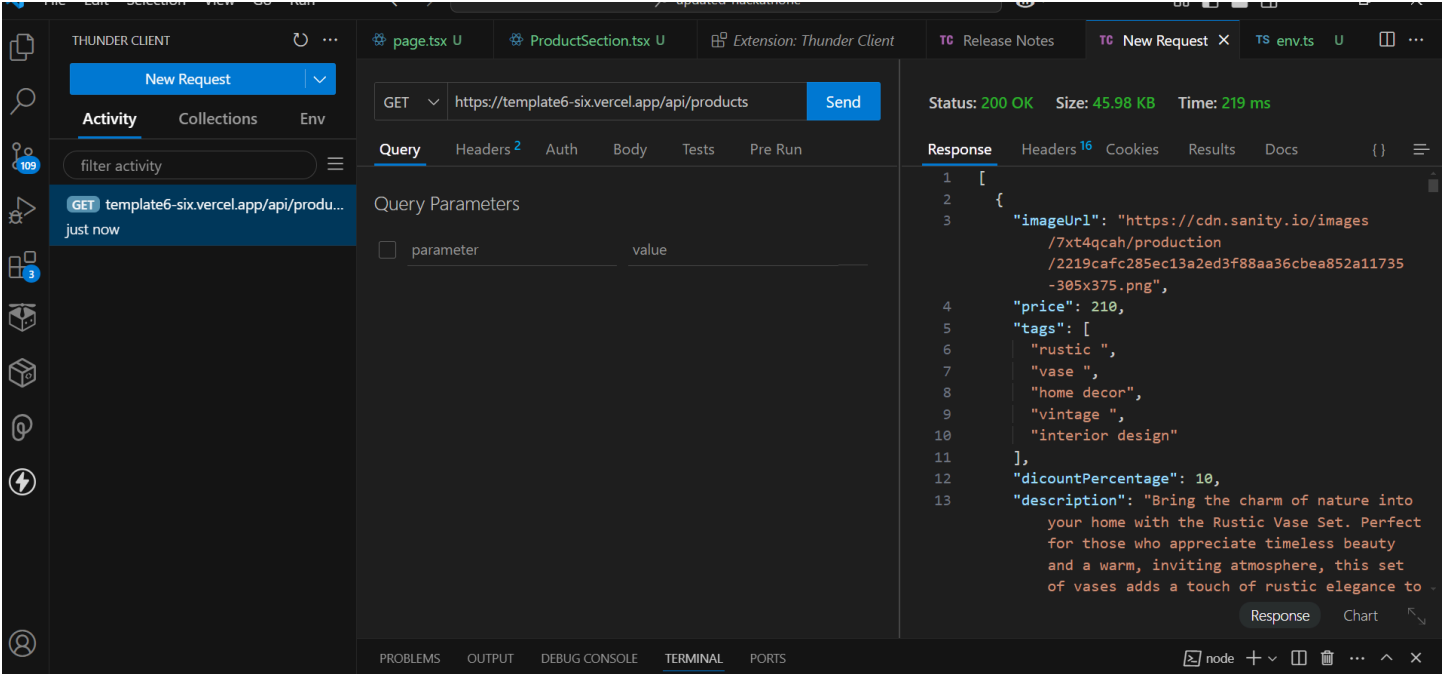 updated-hackathone
THUNDER CLIENT
New Request
Activity Collections Env
filter activity
GET template6-six.vercel.app/api/produ...
just now
109
3
page.tsx U
ProductSection.tsx U
Extension: Thunder Client
TC Release Notes
TC New Request
TS env.ts U
GET
https://template6-six.vercel.app/api/products
Send
Query Headers 2 Auth Body Tests Pre Run
Query Parameters
parameter value
Status: 200 OK Size: 45.98 KB Time: 219 ms
Response Headers 16 Cookies Results Docs { }
1 [
2 {
3 "imageUrl": "https://cdn.sanity.io/images
/7xt4qcah/production
/2219cafc285ec13a2ed3f88aa36cbea852a11735
-305x375.png",
4 "price": 210,
5 "tags": [
6 "rustic ",
7 "vase ",
8 "home decor",
9 "vintage ",
10 "interior design"
11 ],
12 "dicountPercentage": 10,
13 "description": "Bring the charm of nature into
your home with the Rustic Vase Set. Perfect
for those who appreciate timeless beauty
and a warm, inviting atmosphere, this set
of vases adds a touch of rustic elegance to
Response Chart
PROBLEMS OUTPUT DEBUG CONSOLE TERMINAL PORTS
node